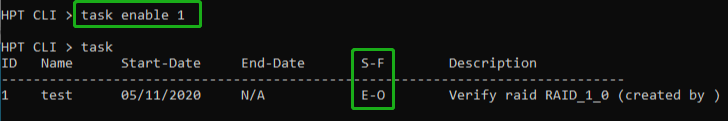 HPT CLI > task enable 1
HPT CLI > task
ID Name Start-Date End-Date S-F Description
--------------------------------------------------------------------------------
1 test 05/11/2020 N/A E-O Verify raid RAID_1_0 (created by )